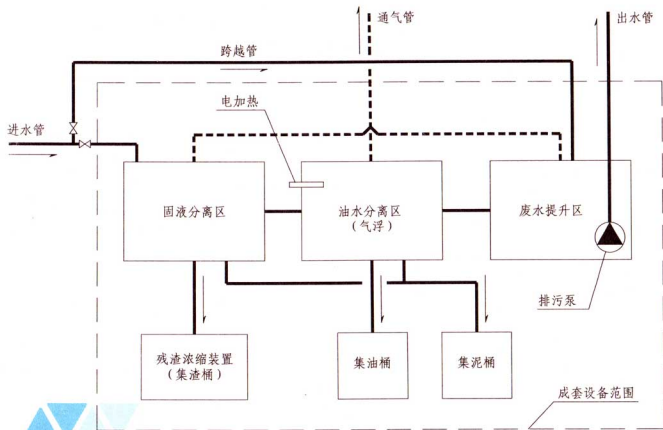 通气管
出水管
跨越管
电加热
进水管
固液分离区
油水分离区
(气浮)
废水提升区
排污泵
残渣浓缩装置
(集渣桶)
集油桶
集泥桶
成套设备范围